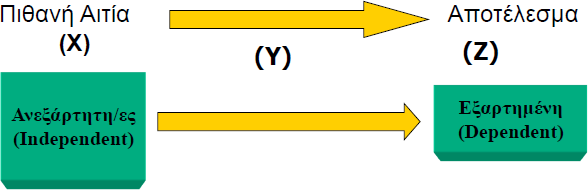 Πιθανή Αιτία
(X)
(Y)
Αποτέλεσμα
(Z)
Ανεξάρτητη/ες
(Independent)
Εξαρτημένη
(Dependent)